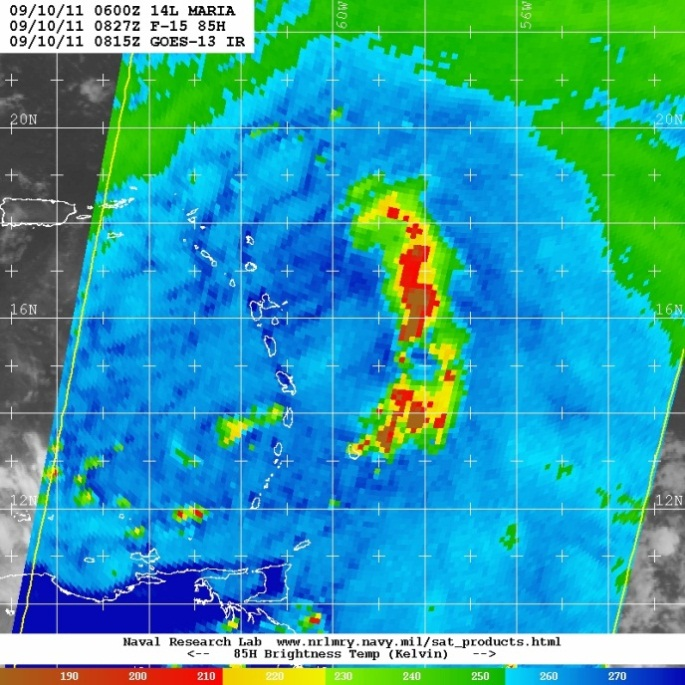 09/10/11 0600Z 14L MARIA
09/10/11 0827Z F-15 85H
09/10/11 0815Z GOES-13 IR
60W
56W
20N
20N
16N
16N
12N
12N
Naval Research Lab www.nrlmry.navy.mil/sat_products.html
<-- 85H Brightness Temp (Kelvin) -->
190 200 210 220 230 240 250 260 270